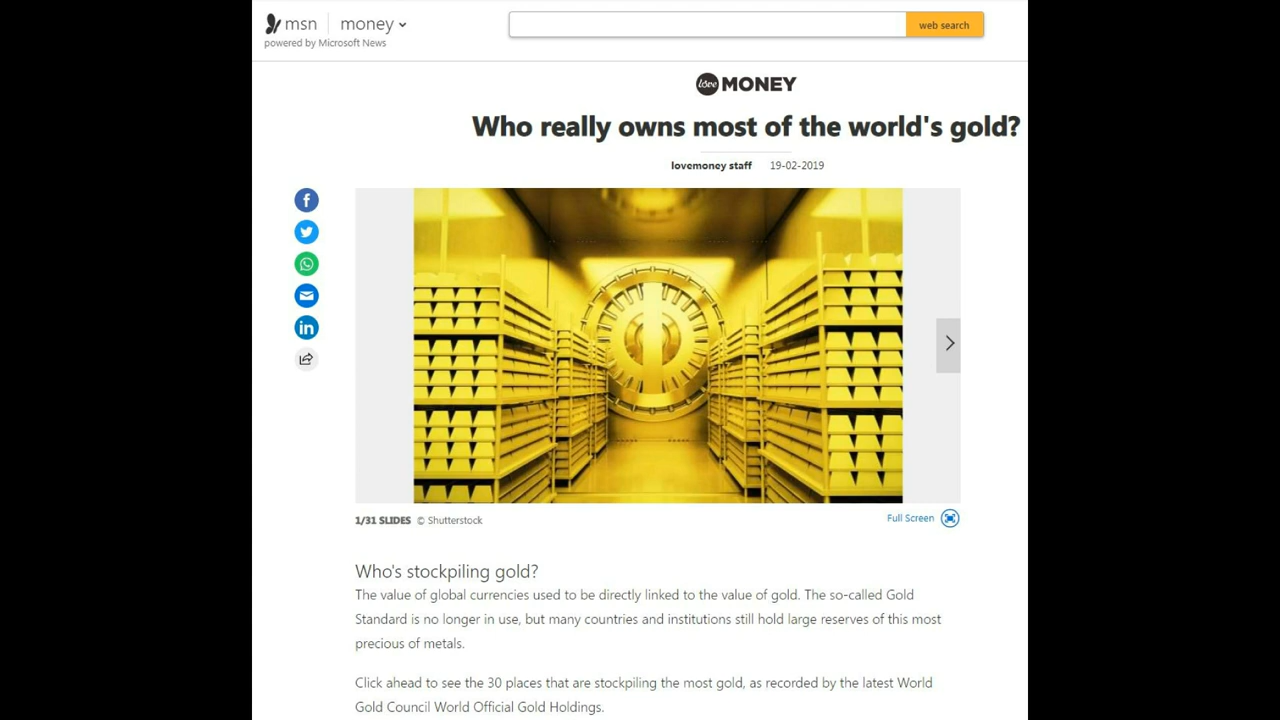 msn money
powered by Microsoft News
web search
love MONEY
Who really owns most of the world's gold?
lovemoney staff 19-02-2019
1/31 SLIDES © Shutterstock
Full Screen
Who's stockpiling gold?
The value of global currencies used to be directly linked to the value of gold. The so-called Gold
Standard is no longer in use, but many countries and institutions still hold large reserves of this most
precious of metals.
Click ahead to see the 30 places that are stockpiling the most gold, as recorded by the latest World
Gold Council World Official Gold Holdings.